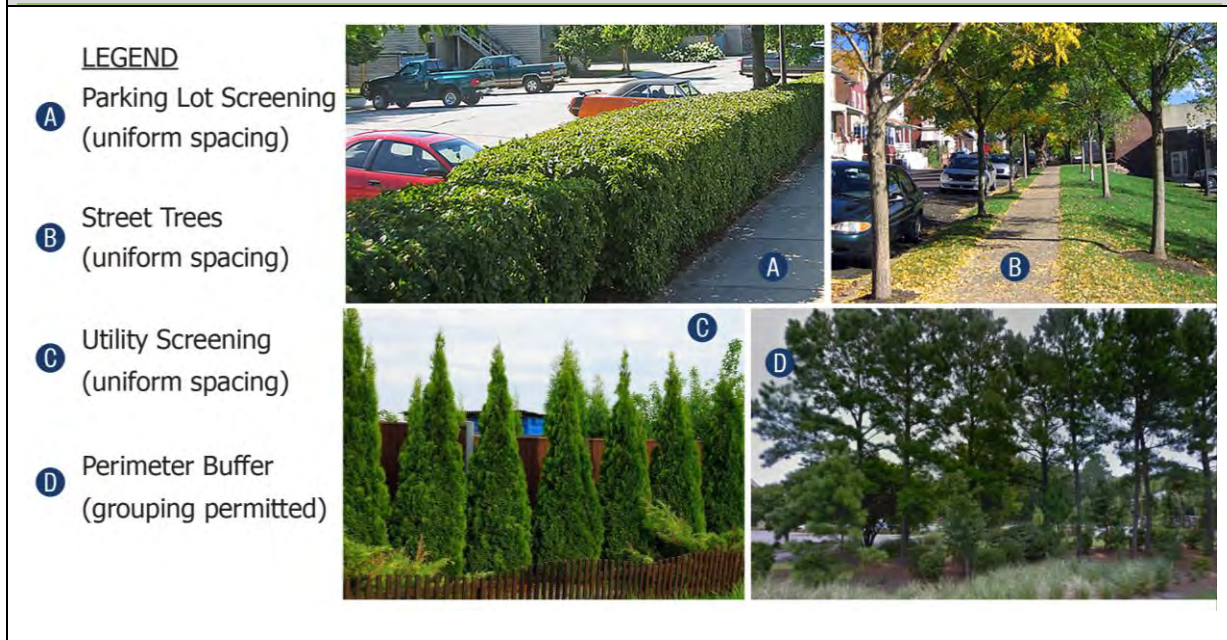 LEGEND
A Parking Lot Screening
(uniform spacing)
B Street Trees
(uniform spacing)
C Utility Screening
(uniform spacing)
D Perimeter Buffer
(grouping permitted)
A
B
C
D